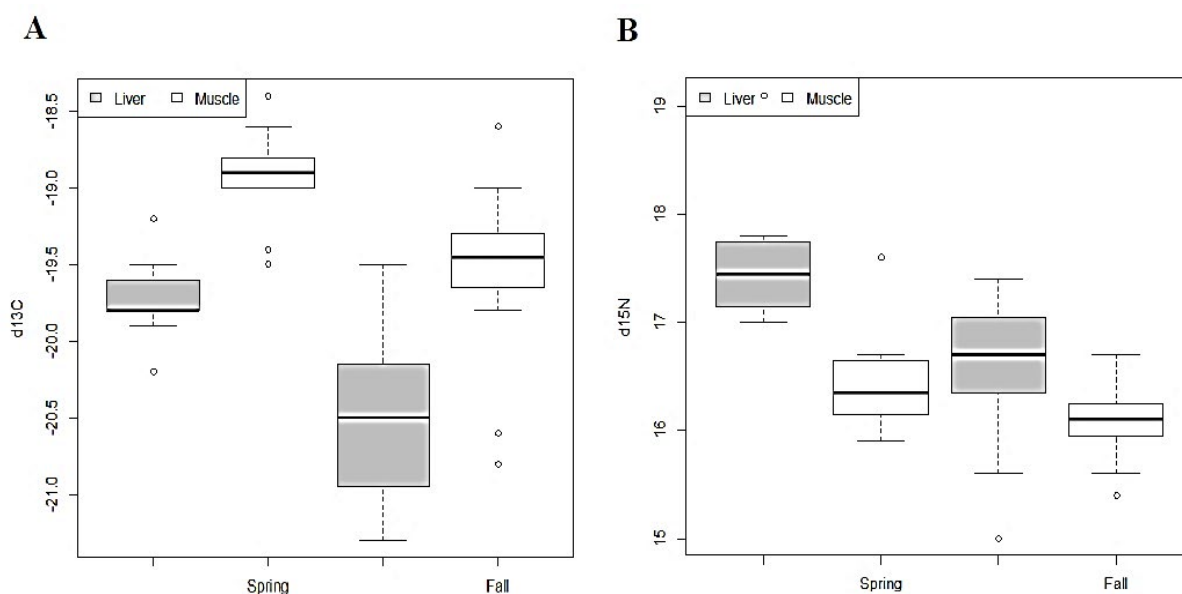 A
B
Liver Muscle
-18.5
-19.0
-19.5
-20.0
-20.5
-21.0
d13C
Spring Fall
Liver Muscle
19
18
17
16
15
d15N
Spring Fall